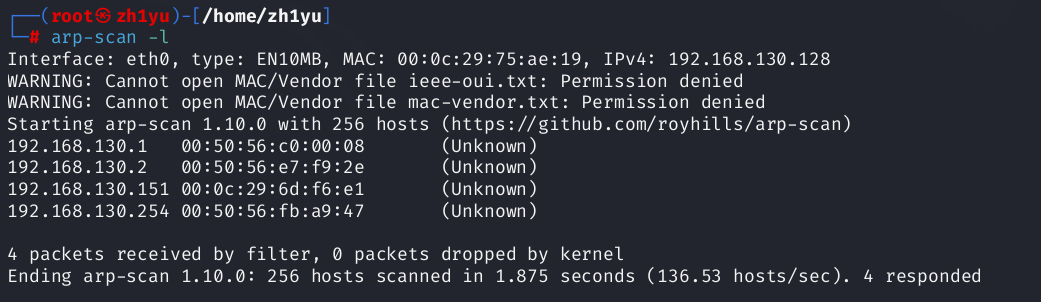 ┌──(root㉿zh1yu)-[/home/zh1yu]
└─# arp-scan -l
Interface: eth0, type: EN10MB, MAC: 00:0c:29:75:ae:19, IPv4: 192.168.130.128
WARNING: Cannot open MAC/Vendor file ieee-oui.txt: Permission denied
WARNING: Cannot open MAC/Vendor file mac-vendor.txt: Permission denied
Starting arp-scan 1.10.0 with 256 hosts (https://github.com/royhills/arp-scan)
192.168.130.1   00:50:56:c0:00:08       (Unknown)
192.168.130.2   00:50:56:e7:f9:2e       (Unknown)
192.168.130.151 00:0c:29:6d:f6:e1       (Unknown)
192.168.130.254 00:50:56:fb:a9:47       (Unknown)
4 packets received by filter, 0 packets dropped by kernel
Ending arp-scan 1.10.0: 256 hosts scanned in 1.875 seconds (136.53 hosts/sec). 4 responded